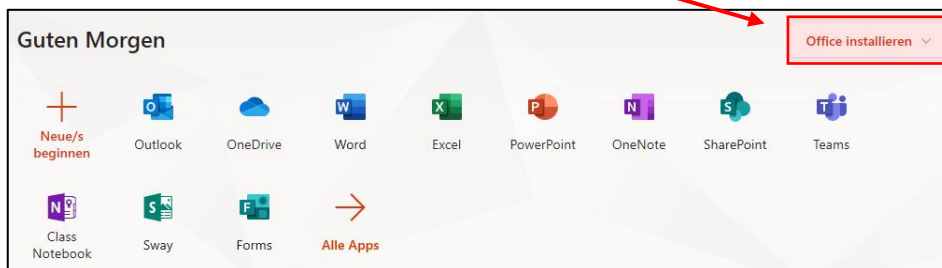 Guten Morgen
Office installieren
Neue/s
beginnen
Outlook
OneDrive
Word
Excel
PowerPoint
OneNote
SharePoint
Teams
Class
Notebook
Sway
Forms
Alle Apps